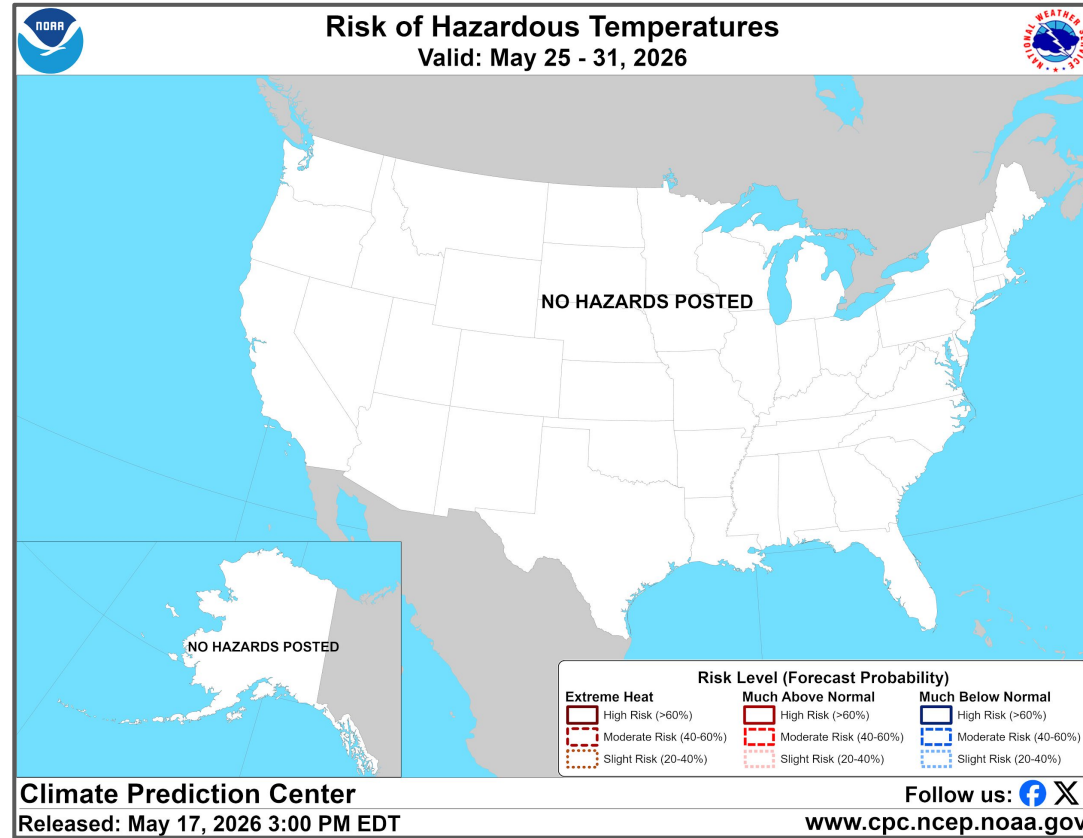 NOAA
Risk of Hazardous Temperatures
Valid: May 25 - 31, 2026
NATIONAL WEATHER SERVICE
NO HAZARDS POSTED
NO HAZARDS POSTED
Risk Level (Forecast Probability)
Extreme Heat
High Risk (>60%)
Moderate Risk (40-60%)
Slight Risk (20-40%)
Much Above Normal
High Risk (>60%)
Moderate Risk (40-60%)
Slight Risk (20-40%)
Much Below Normal
High Risk (>60%)
Moderate Risk (40-60%)
Slight Risk (20-40%)
Climate Prediction Center
Follow us:
Released: May 17, 2026 3:00 PM EDT
www.cpc.ncep.noaa.gov